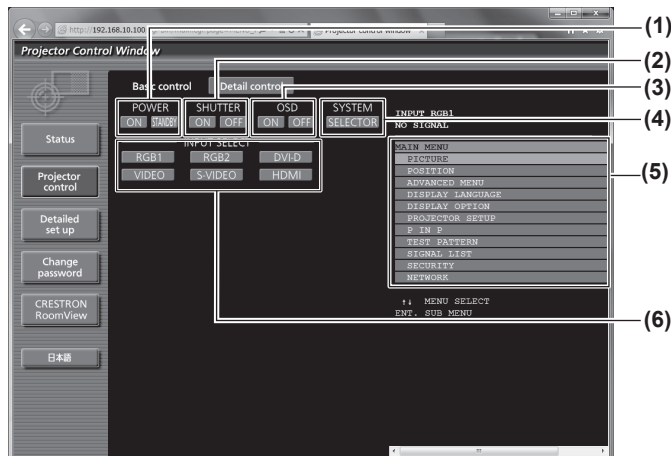 http://192.168.10.100
Projector control window
Projector Control Window
(1)
(2)
(3)
(4)
(5)
(6)
Basic control
Detail control
POWER
SHUTTER
OSD
SYSTEM
ON STANDBY
ON OFF
ON OFF
SELECTOR
INPUT SELECT
RGB1 RGB2 DVI-D
VIDEO S-VIDEO HDMI
Status
Projector
control
Detailed
set up
Change
password
CRESTRON
RoomView
日本語
INPUT RGB1
NO SIGNAL
MAIN MENU
PICTURE
POSITION
ADVANCED MENU
DISPLAY LANGUAGE
DISPLAY OPTION
PROJECTOR SETUP
P IN P
TEST PATTERN
SIGNAL LIST
SECURITY
NETWORK
↑↓ MENU SELECT
ENT. SUB MENU